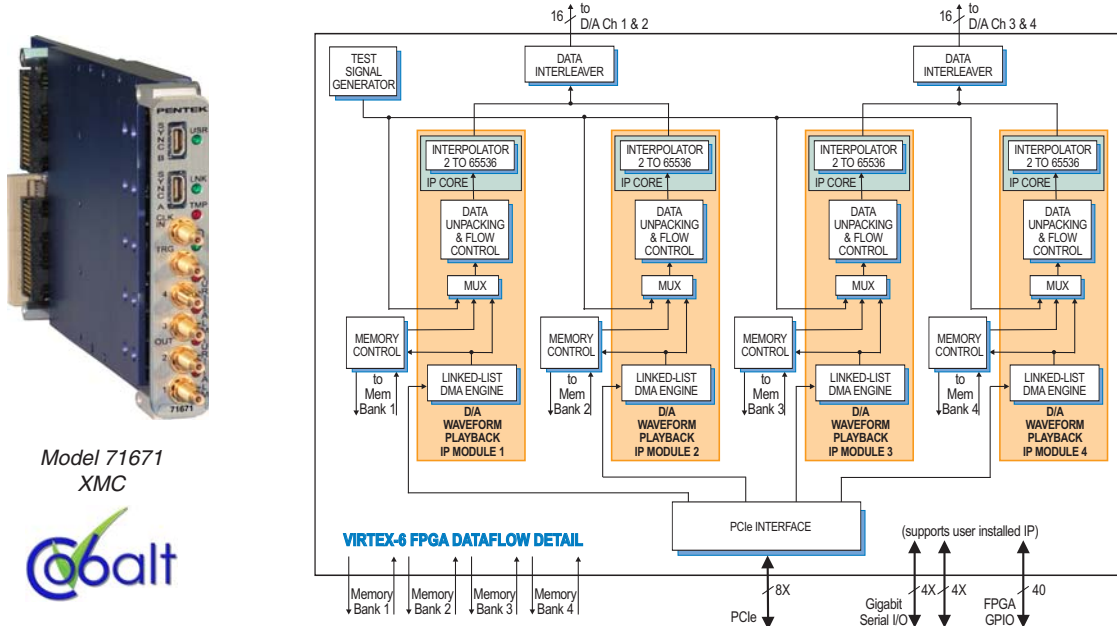 PENTEK
SYNC B
USR
SYNC A
LNK
TMP
CLK
IN
TRG
4
3
OUT
2
71671
Model 71671
XMC
Cobalt
16
to
D/A Ch 1 & 2
16
to
D/A Ch 3 & 4
TEST
SIGNAL
GENERATOR
DATA
INTERLEAVER
DATA
INTERLEAVER
INTERPOLATOR
2 TO 65536
IP CORE
DATA
UNPACKING
& FLOW
CONTROL
MUX
MEMORY
CONTROL
to
Mem
Bank 1
LINKED-LIST
DMA ENGINE
D/A
WAVEFORM
PLAYBACK
IP MODULE 1
INTERPOLATOR
2 TO 65536
IP CORE
DATA
UNPACKING
& FLOW
CONTROL
MUX
MEMORY
CONTROL
to
Mem
Bank 2
LINKED-LIST
DMA ENGINE
D/A
WAVEFORM
PLAYBACK
IP MODULE 2
INTERPOLATOR
2 TO 65536
IP CORE
DATA
UNPACKING
& FLOW
CONTROL
MUX
MEMORY
CONTROL
to
Mem
Bank 3
LINKED-LIST
DMA ENGINE
D/A
WAVEFORM
PLAYBACK
IP MODULE 3
INTERPOLATOR
2 TO 65536
IP CORE
DATA
UNPACKING
& FLOW
CONTROL
MUX
MEMORY
CONTROL
to
Mem
Bank 4
LINKED-LIST
DMA ENGINE
D/A
WAVEFORM
PLAYBACK
IP MODULE 4
PCIe INTERFACE
VIRTEX-6 FPGA DATAFLOW DETAIL
(supports user installed IP)
Memory
Bank 1
Memory
Bank 2
Memory
Bank 3
Memory
Bank 4
8X
PCIe
4X
4X
Gigabit
Serial I/O
40
FPGA
GPIO